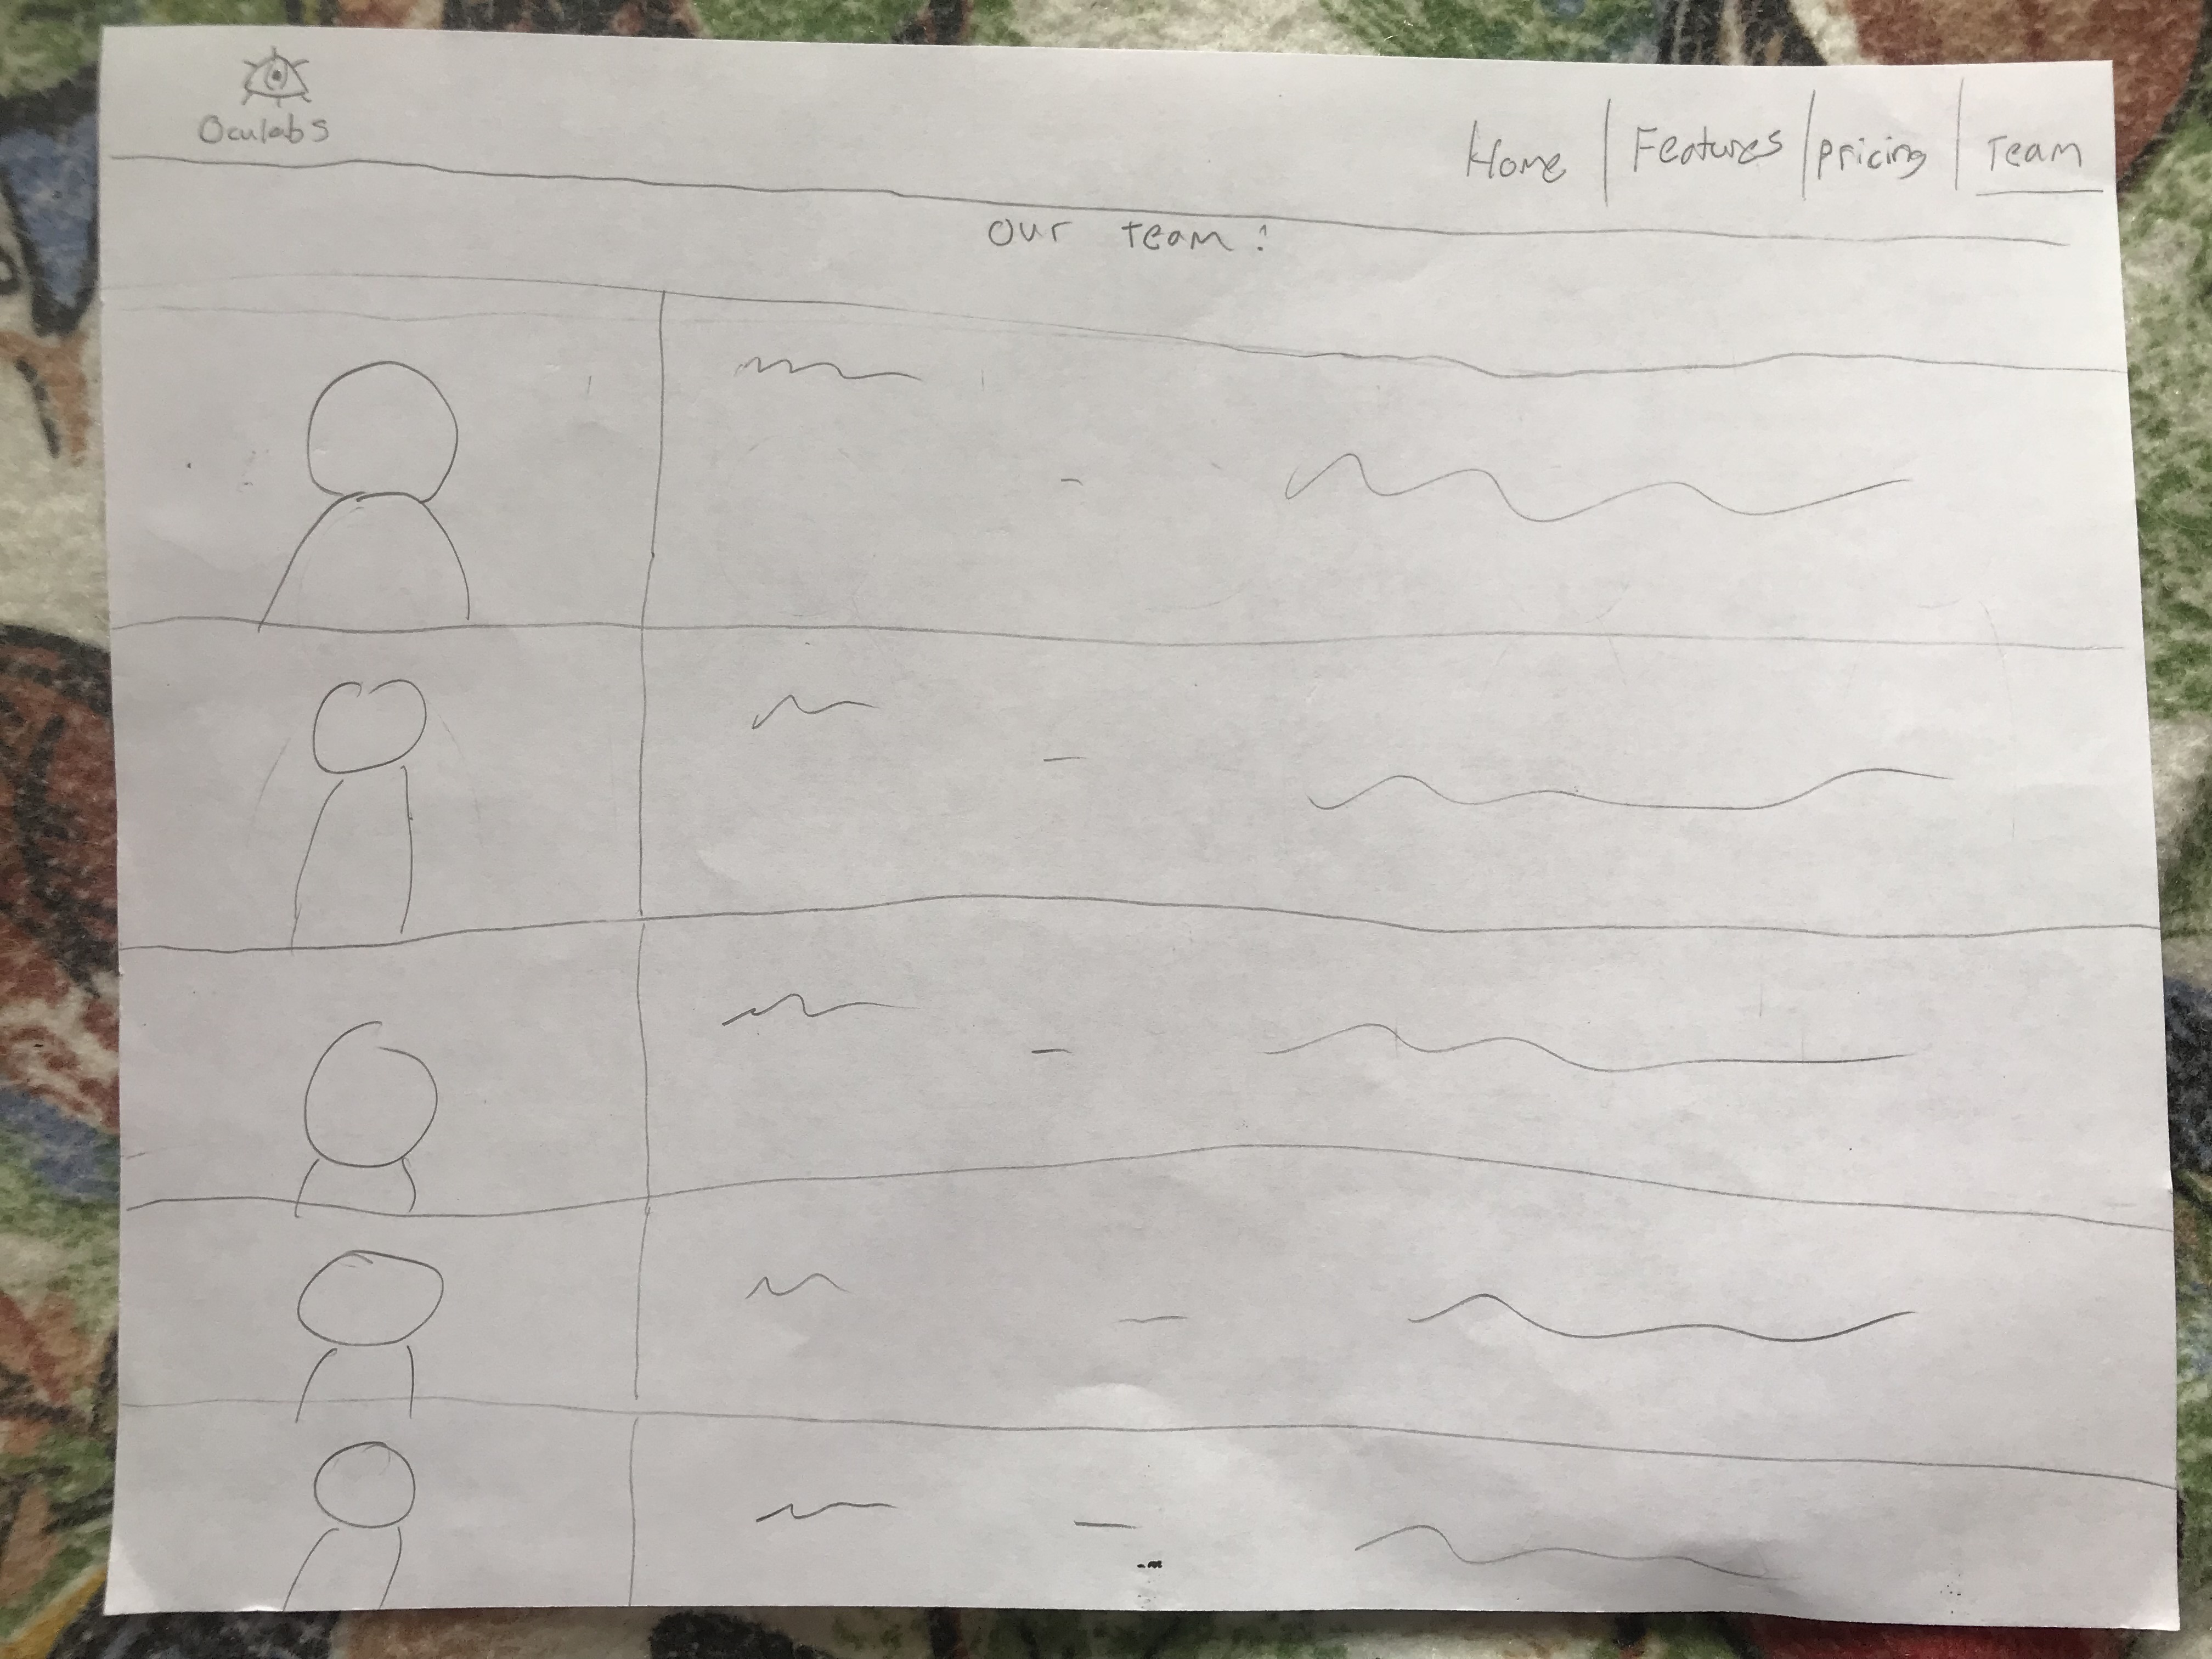 Oculabs
Home | Features | pricing | Team
our team: